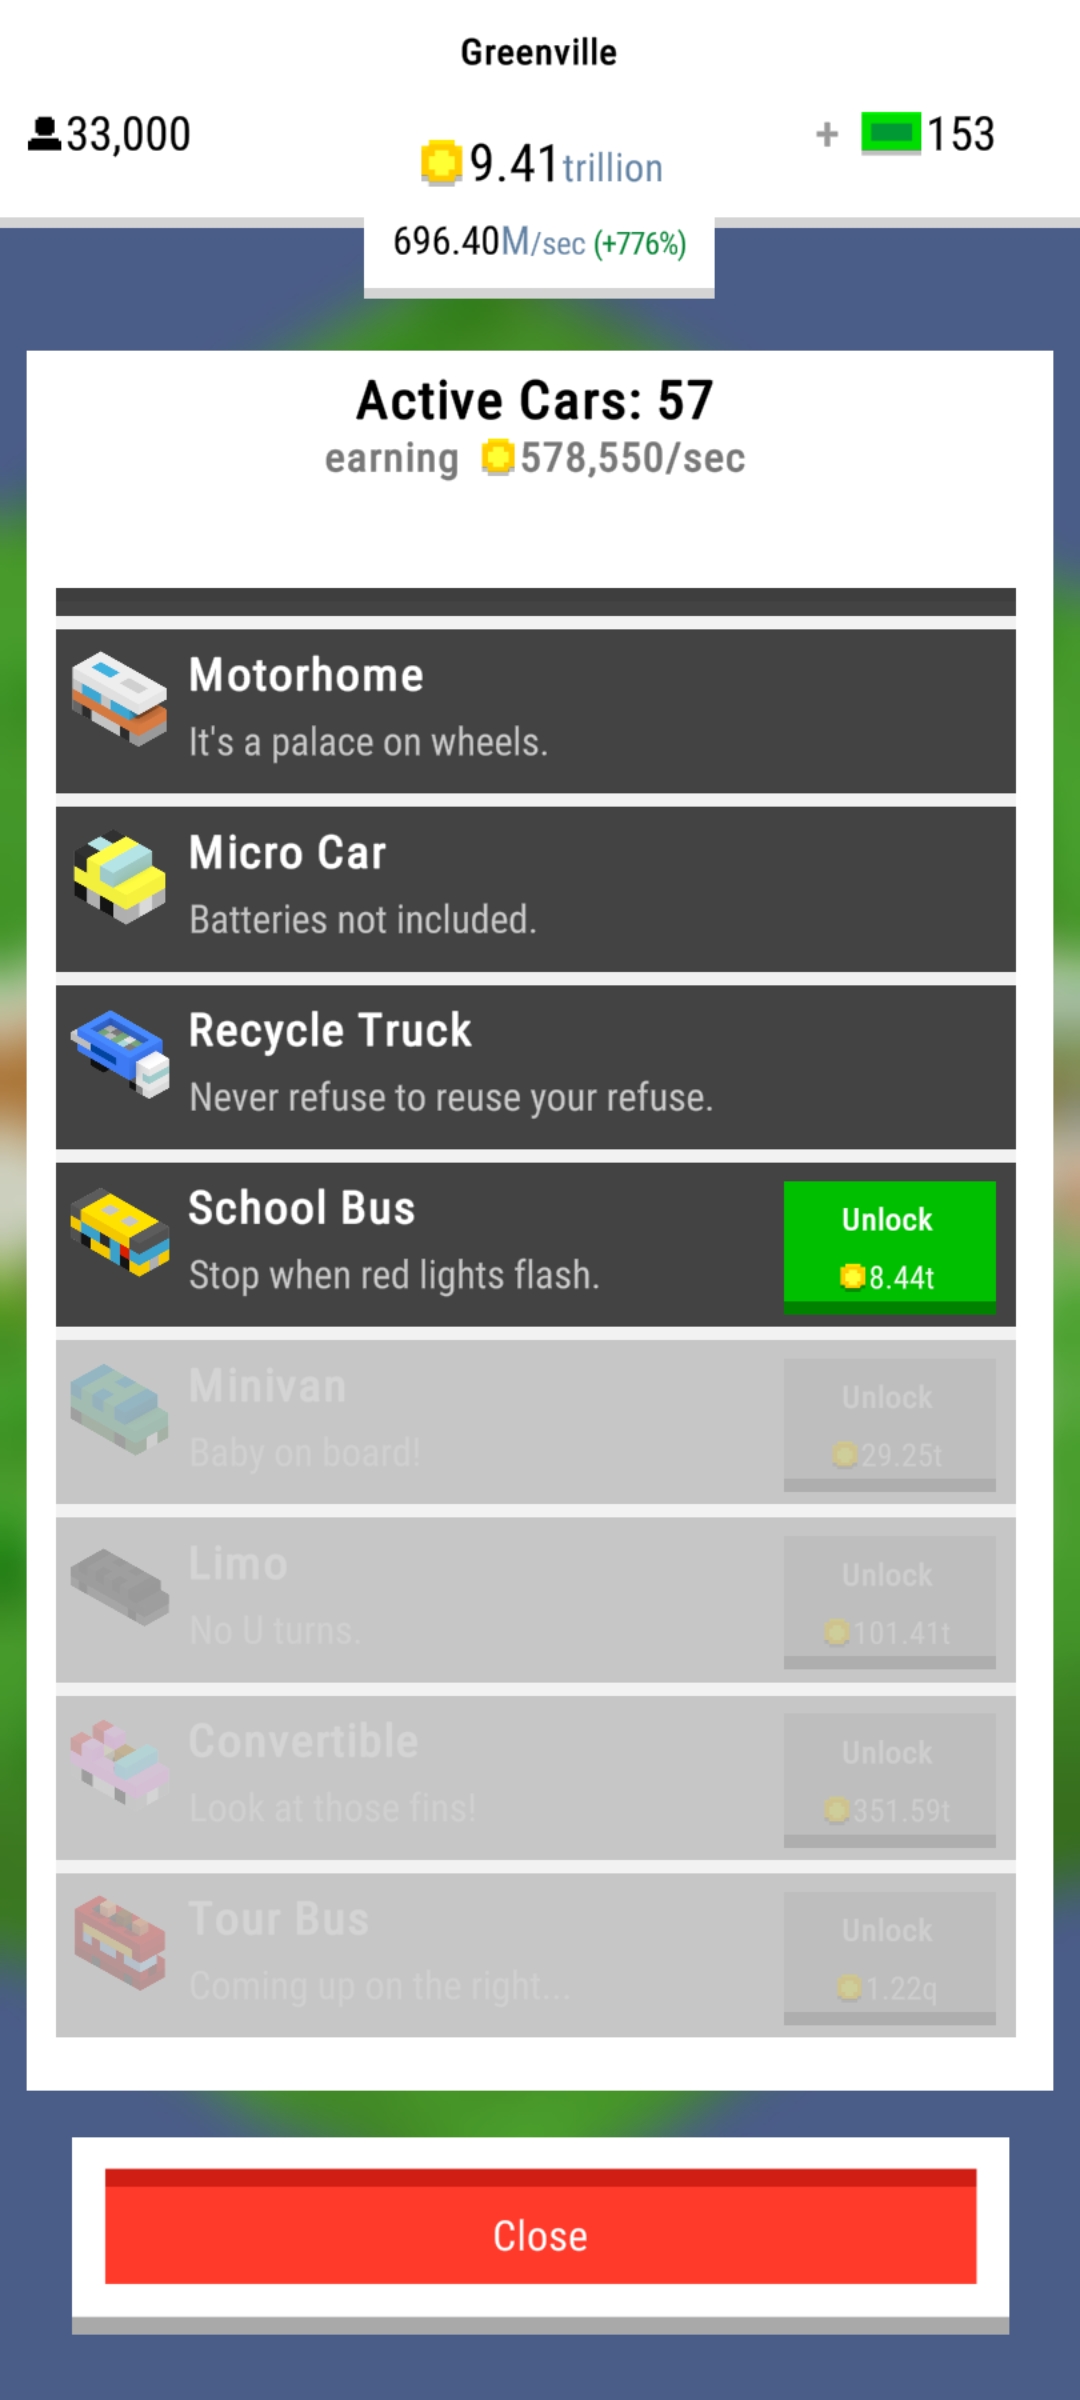 Greenville
33,000
9.41trillion
+ 153
696.40M/sec (+776%)
Active Cars: 57
earning 578,550/sec
Motorhome
It's a palace on wheels.
Micro Car
Batteries not included.
Recycle Truck
Never refuse to reuse your refuse.
School Bus
Stop when red lights flash.
Unlock
8.44t
Minivan
Baby on board!
Unlock
29.25t
Limo
No U turns.
Unlock
101.41t
Convertible
Look at those fins!
Unlock
351.59t
Tour Bus
Coming up on the right...
Unlock
1.22q
Close